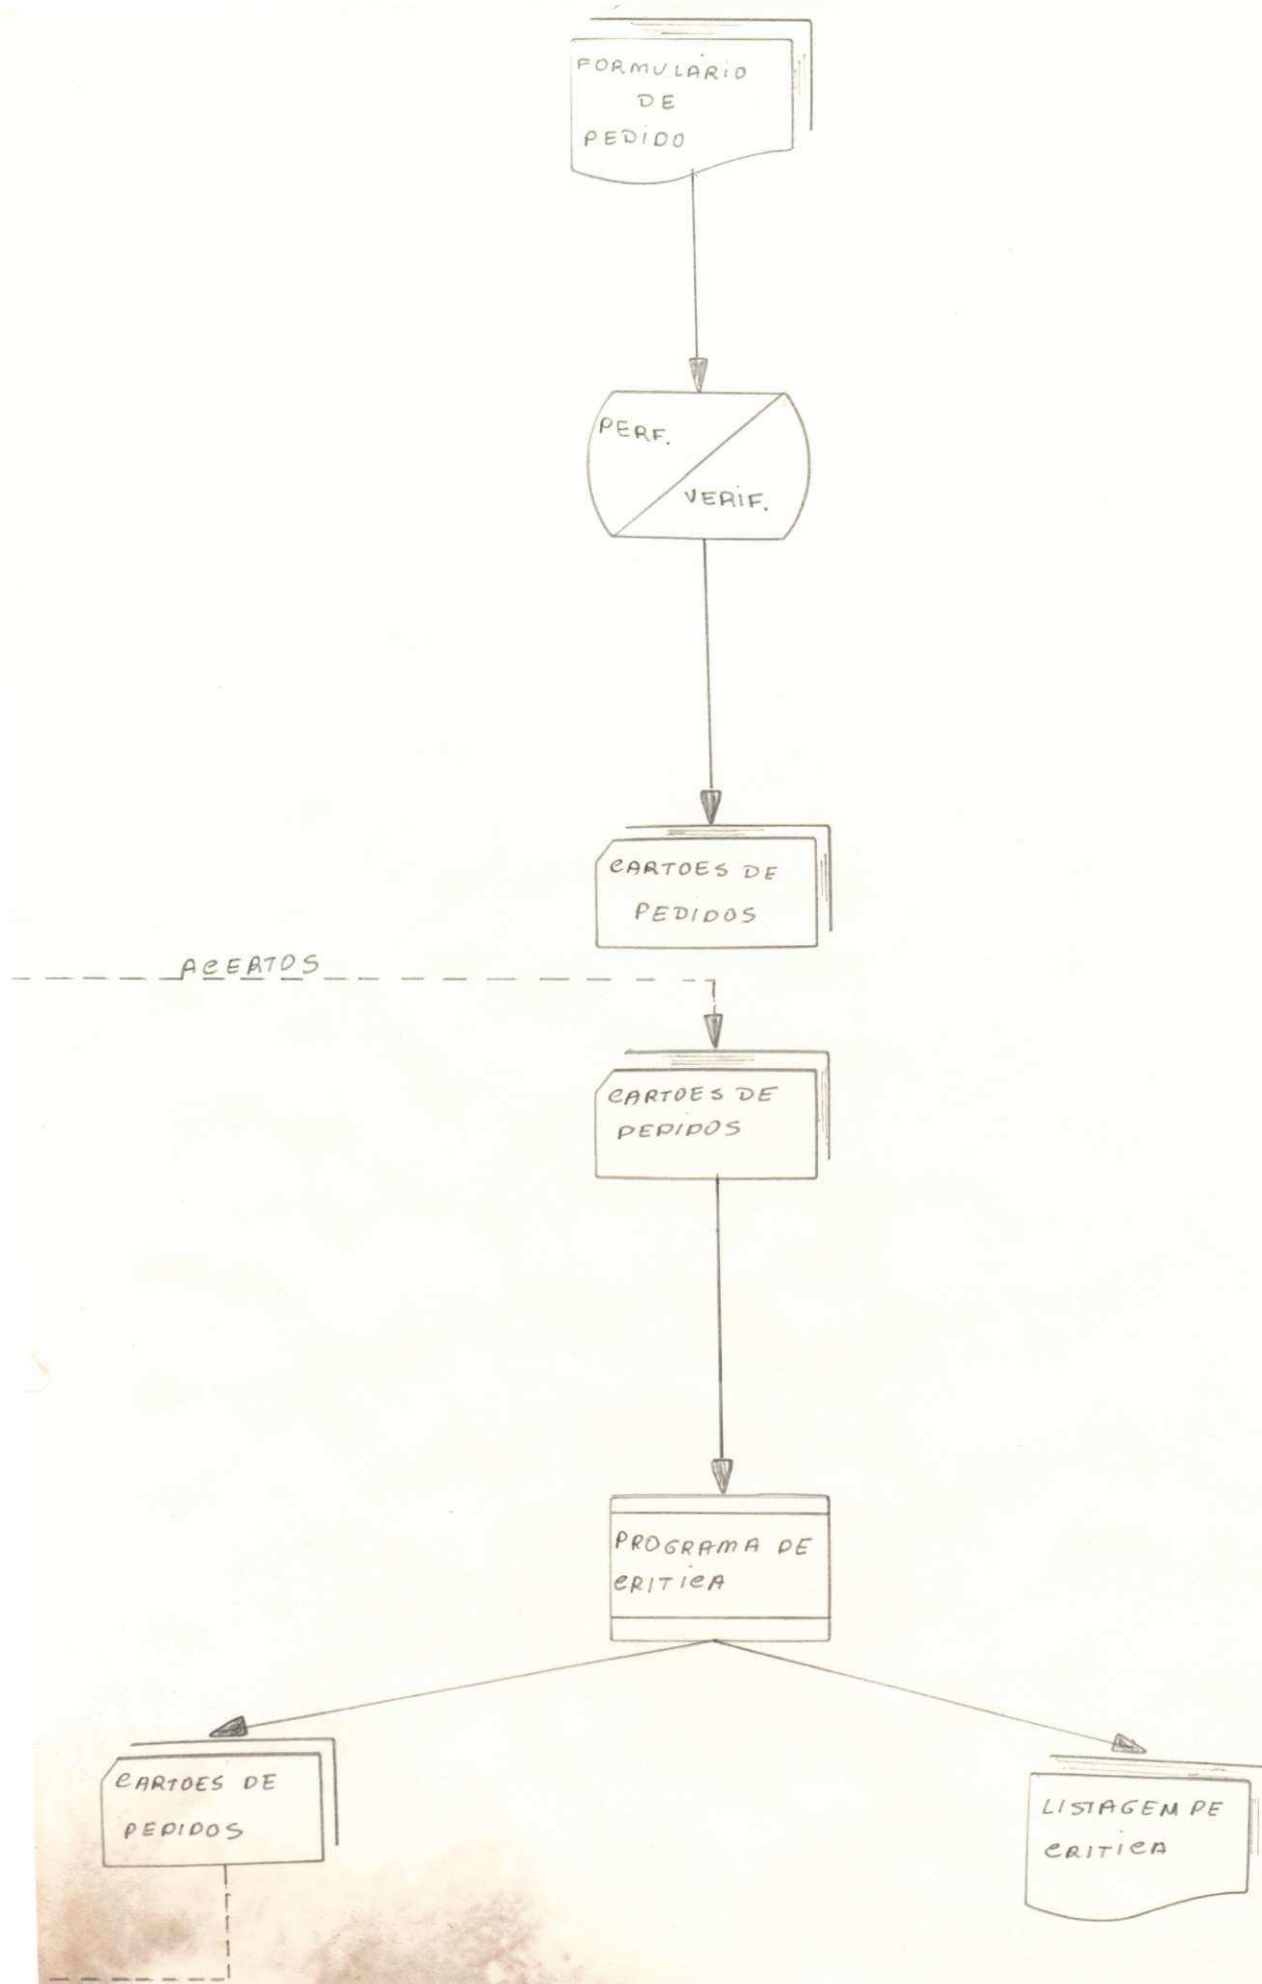 FORMULÁRIO
DE
PEDIDO
PERF.
VERIF.
CARTOES DE
PEDIDOS
ACERTOS
CARTOES DE
PEDIDOS
PROGRAMA DE
CRITICA
CARTOES DE
PEDIDOS
LISTAGEM DE
CRITICA